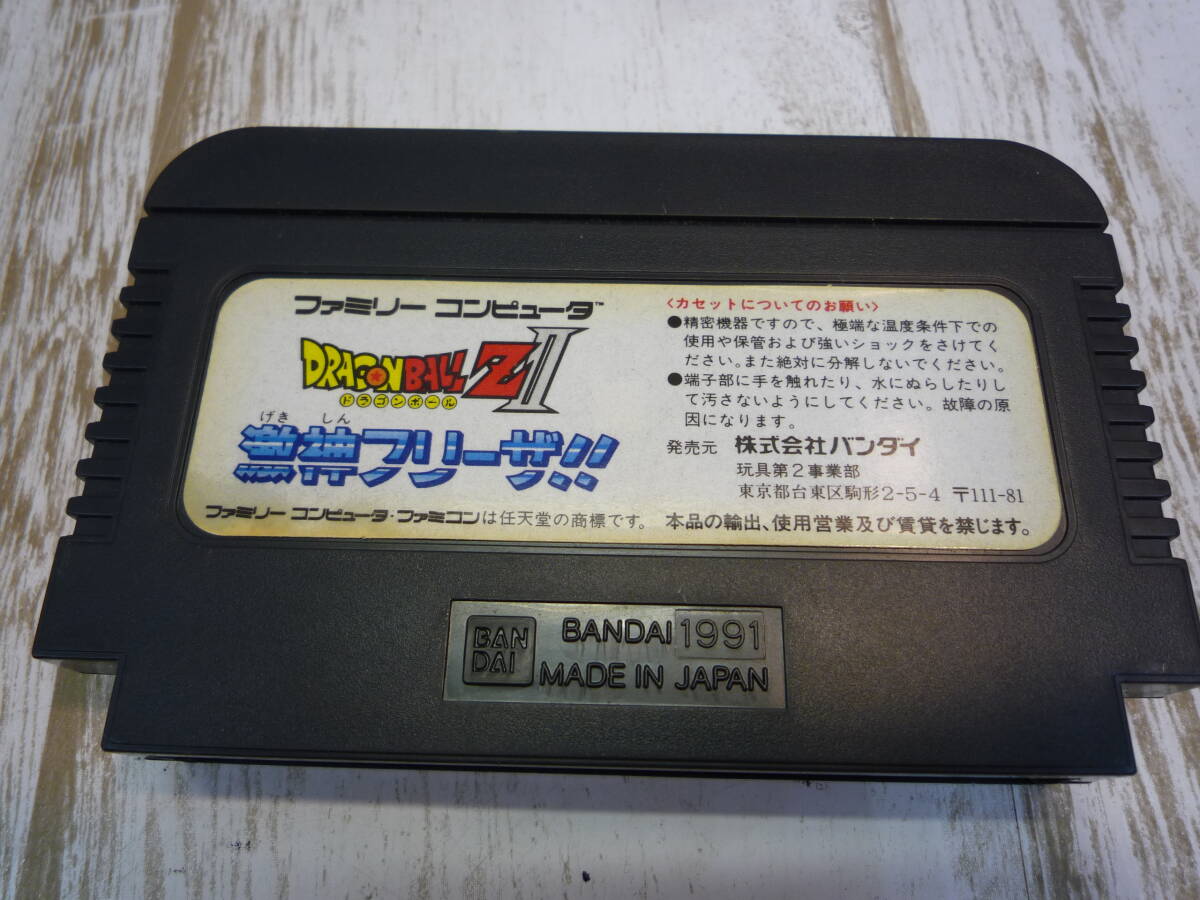 ファミリー コンピュータ™
DRAGON BALL Z II
ドラゴンボール
げき しん
激神フリーザ!!
ファミリー コンピュータ・ファミコンは任天堂の商標です。
〈カセットについてのお願い〉
●精密機器ですので、極端な温度条件下での
使用や保管および強いショックをさけてく
ださい。また絶対に分解しないでください。
●端子部に手を触れたり、水にぬらしたりし
て汚さないようにしてください。故障の原
因になります。
発売元 株式会社バンダイ
玩具第2事業部
東京都台東区駒形2-5-4 〒111-81
本品の輸出、使用営業及び賃貸を禁じます。
BAN
DAI
BANDAI 1991
MADE IN JAPAN